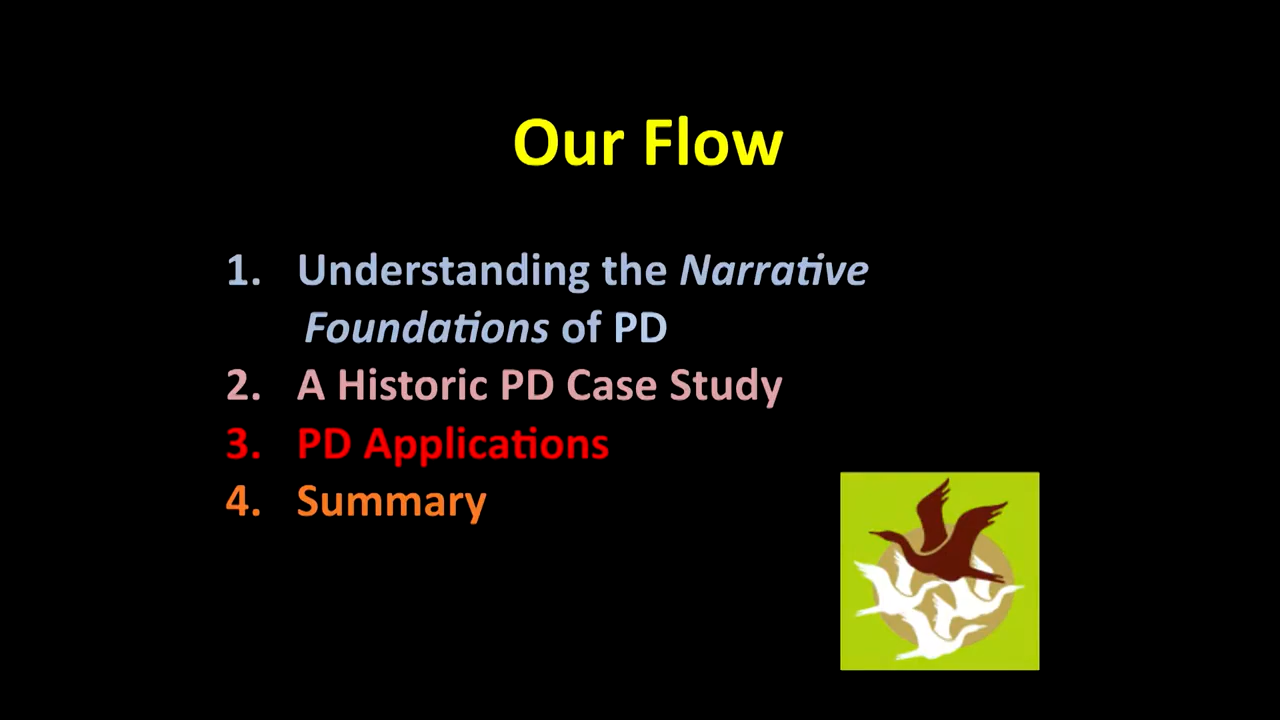 Our Flow
1. Understanding the Narrative
Foundations of PD
2. A Historic PD Case Study
3. PD Applications
4. Summary